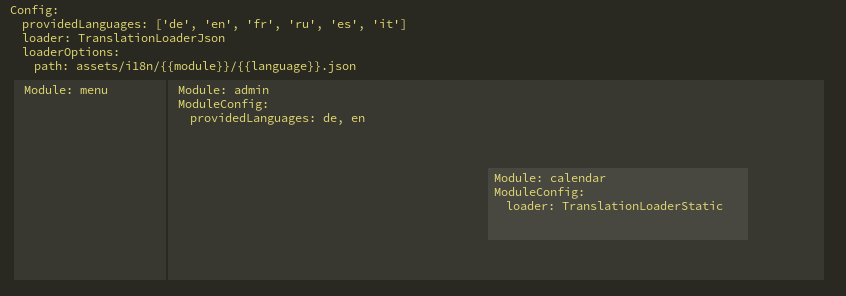 Config:
providedLanguages: ['de', 'en', 'fr', 'ru', 'es', 'it']
loader: TranslationLoaderJson
loaderOptions:
path: assets/i18n/{{module}}/{{language}}.json
Module: menu
Module: admin
ModuleConfig:
providedLanguages: de, en
Module: calendar
ModuleConfig:
loader: TranslationLoaderStatic